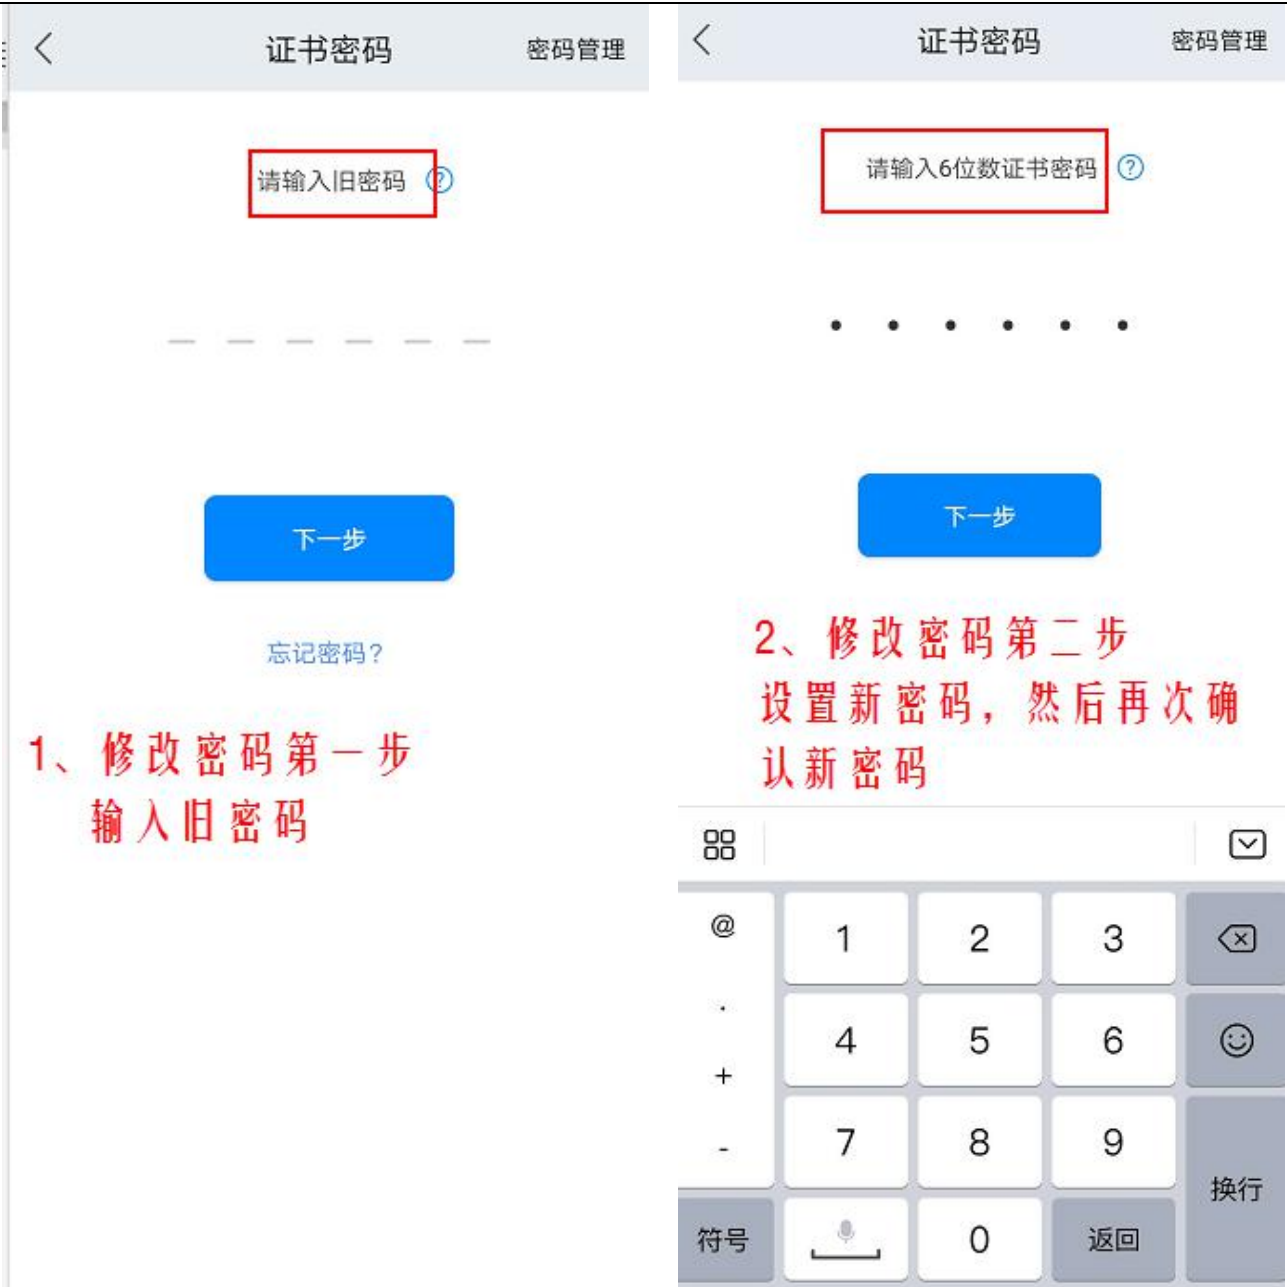 证书密码
密码管理
请输入旧密码 ?
下一步
忘记密码?
1、修改密码第一步
输入旧密码
证书密码
密码管理
请输入6位数证书密码 ?
下一步
2、修改密码第二步
设置新密码，然后再次确
认新密码
@
1
2
3
.
4
5
6
+
7
8
9
-
换行
符号
0
返回